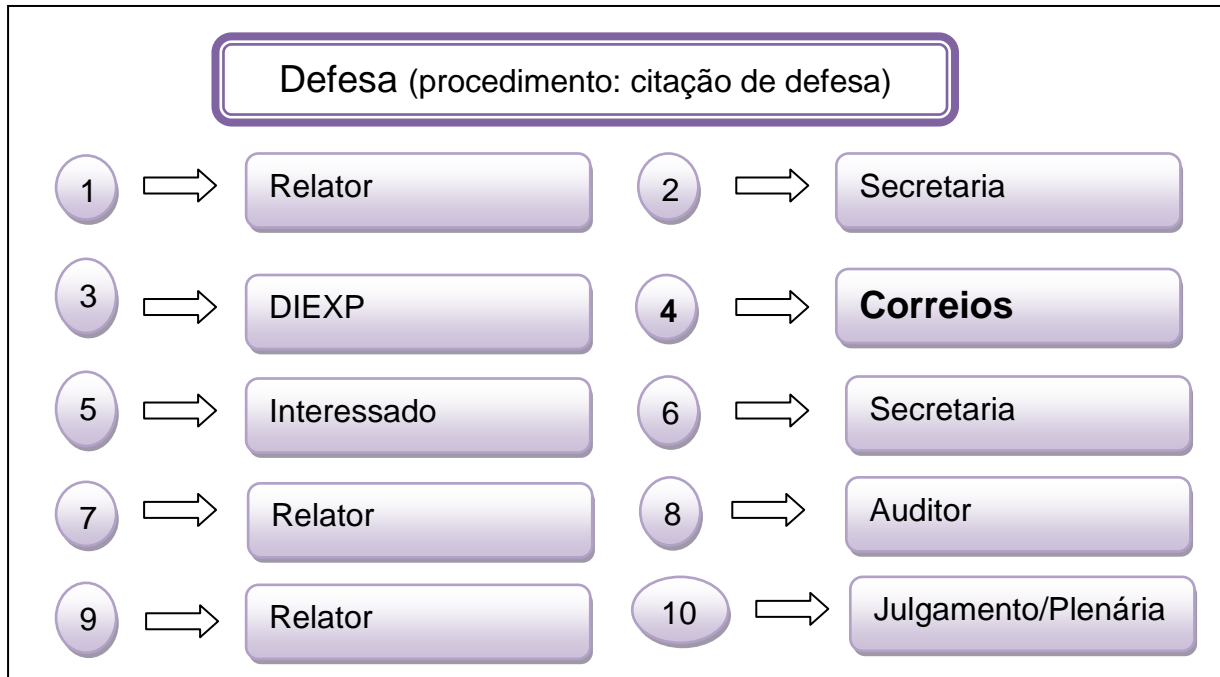 Defesa (procedimento: citação de defesa)
1 Relator
2 Secretaria
3 DIEXP
4 Correios
5 Interessado
6 Secretaria
7 Relator
8 Auditor
9 Relator
10 Julgamento/Plenária